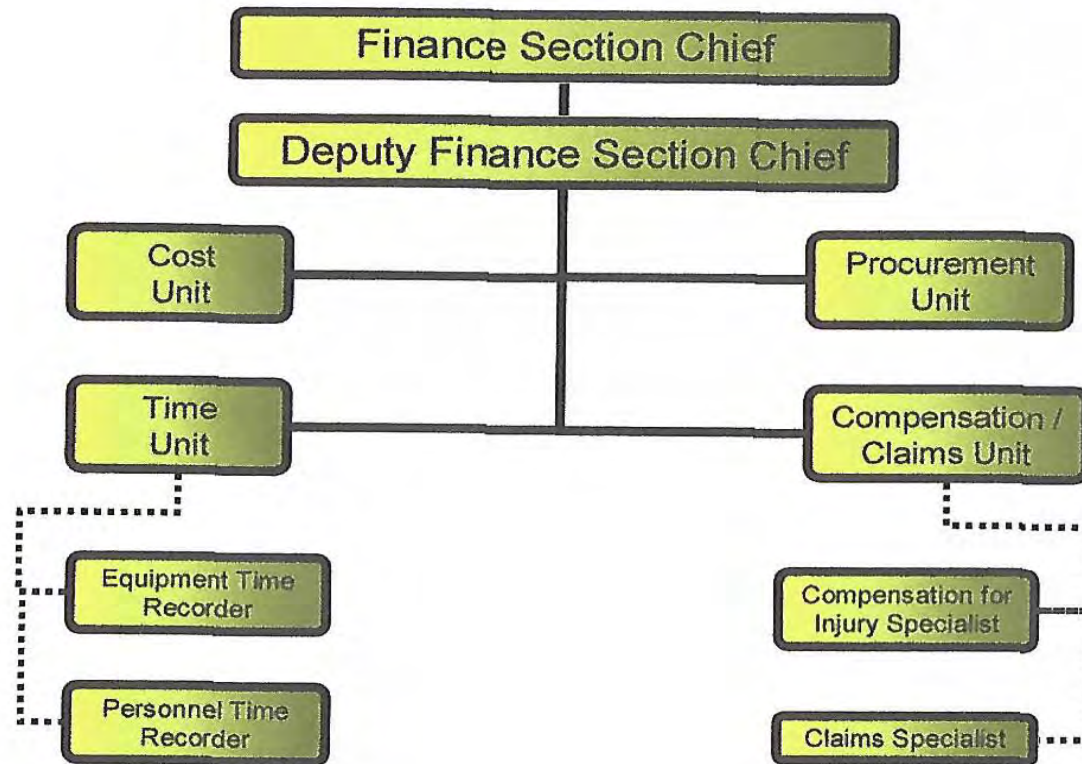 Finance Section Chief
Deputy Finance Section Chief
Cost
Unit
Procurement
Unit
Time
Unit
Compensation /
Claims Unit
Equipment Time
Recorder
Compensation for
Injury Specialist
Personnel Time
Recorder
Claims Specialist